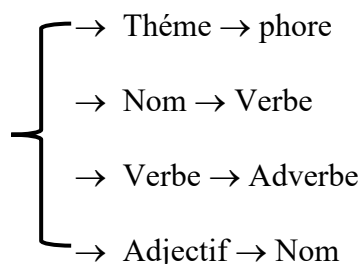 → Théme → phore
→ Nom → Verbe
→ Verbe → Adverbe
→ Adjectif → Nom